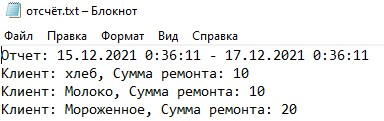 отсчёт.txt – Блокнот
Файл Правка Формат Вид Справка
Отчет: 15.12.2021 0:36:11 - 17.12.2021 0:36:11
Клиент: хлеб, Сумма ремонта: 10
Клиент: Молоко, Сумма ремонта: 10
Клиент: Мороженное, Сумма ремонта: 20